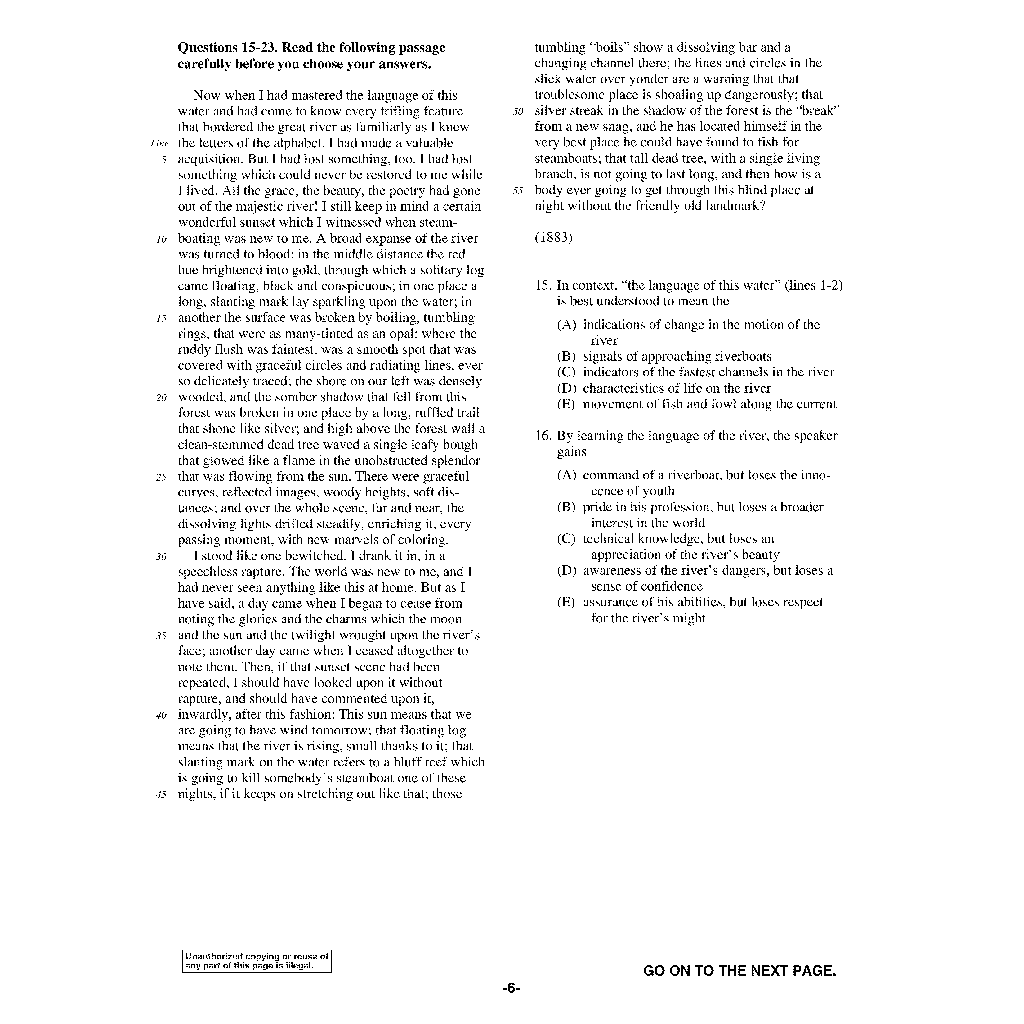 Questions 15-23. Read the following passage
carefully before you choose your answers.
Now when I had mastered the language of this
water and had come to know every trifling feature
that bordered the great river as familiarly as I knew
Line the letters of the alphabet, I had made a valuable
5 acquisition. But I had lost something, too. I had lost
something which could never be restored to me while
I lived. All the grace, the beauty, the poetry had gone
out of the majestic river! I still keep in mind a certain
wonderful sunset which I witnessed when steam-
10 boating was new to me. A broad expanse of the river
was turned to blood; in the middle distance the red
hue brightened into gold, through which a solitary log
came floating, black and conspicuous; in one place a
long, slanting mark lay sparkling upon the water; in
15 another the surface was broken by boiling, tumbling
rings, that were as many-tinted as an opal; where the
ruddy flush was faintest, was a smooth spot that was
covered with graceful circles and radiating lines, ever
so delicately traced; the shore on our left was densely
20 wooded, and the somber shadow that fell from this
forest was broken in one place by a long, ruffled trail
that shone like silver; and high above the forest wall a
clean-stemmed dead tree waved a single leafy bough
that glowed like a flame in the unobstructed splendor
25 that was flowing from the sun. There were graceful
curves, reflected images, woody heights, soft dis-
tances; and over the whole scene, far and near, the
dissolving lights drifted steadily, enriching it, every
passing moment, with new marvels of coloring.
30 I stood like one bewitched. I drank it in, in a
speechless rapture. The world was new to me, and I
had never seen anything like this at home. But as I
have said, a day came when I began to cease from
noting the glories and the charms which the moon
35 and the sun and the twilight wrought upon the river's
face; another day came when I ceased altogether to
note them. Then, if that sunset scene had been
repeated, I should have looked upon it without
rapture, and should have commented upon it,
40 inwardly, after this fashion: This sun means that we
are going to have wind tomorrow; that floating log
means that the river is rising, small thanks to it; that
slanting mark on the water refers to a bluff reef which
is going to kill somebody's steamboat one of these
45 nights, if it keeps on stretching out like that; those
tumbling “boils” show a dissolving bar and a
changing channel there; the lines and circles in the
slick water over yonder are a warning that that
troublesome place is shoaling up dangerously; that
50 silver streak in the shadow of the forest is the “break”
from a new snag, and he has located himself in the
very best place he could have found to fish for
steamboats; that tall dead tree, with a single living
branch, is not going to last long, and then how is a
55 body ever going to get through this blind place at
night without the friendly old landmark?
(1883)
15. In context, “the language of this water” (lines 1-2)
is best understood to mean the
(A) indications of change in the motion of the
river
(B) signals of approaching riverboats
(C) indicators of the fastest channels in the river
(D) characteristics of life on the river
(E) movement of fish and fowl along the current
16. By learning the language of the river, the speaker
gains
(A) command of a riverboat, but loses the inno-
cence of youth
(B) pride in his profession, but loses a broader
interest in the world
(C) technical knowledge, but loses an
appreciation of the river's beauty
(D) awareness of the river's dangers, but loses a
sense of confidence
(E) assurance of his abilities, but loses respect
for the river's might
Unauthorized copying or reuse of
any part of this page is illegal.
GO ON TO THE NEXT PAGE.
-6-